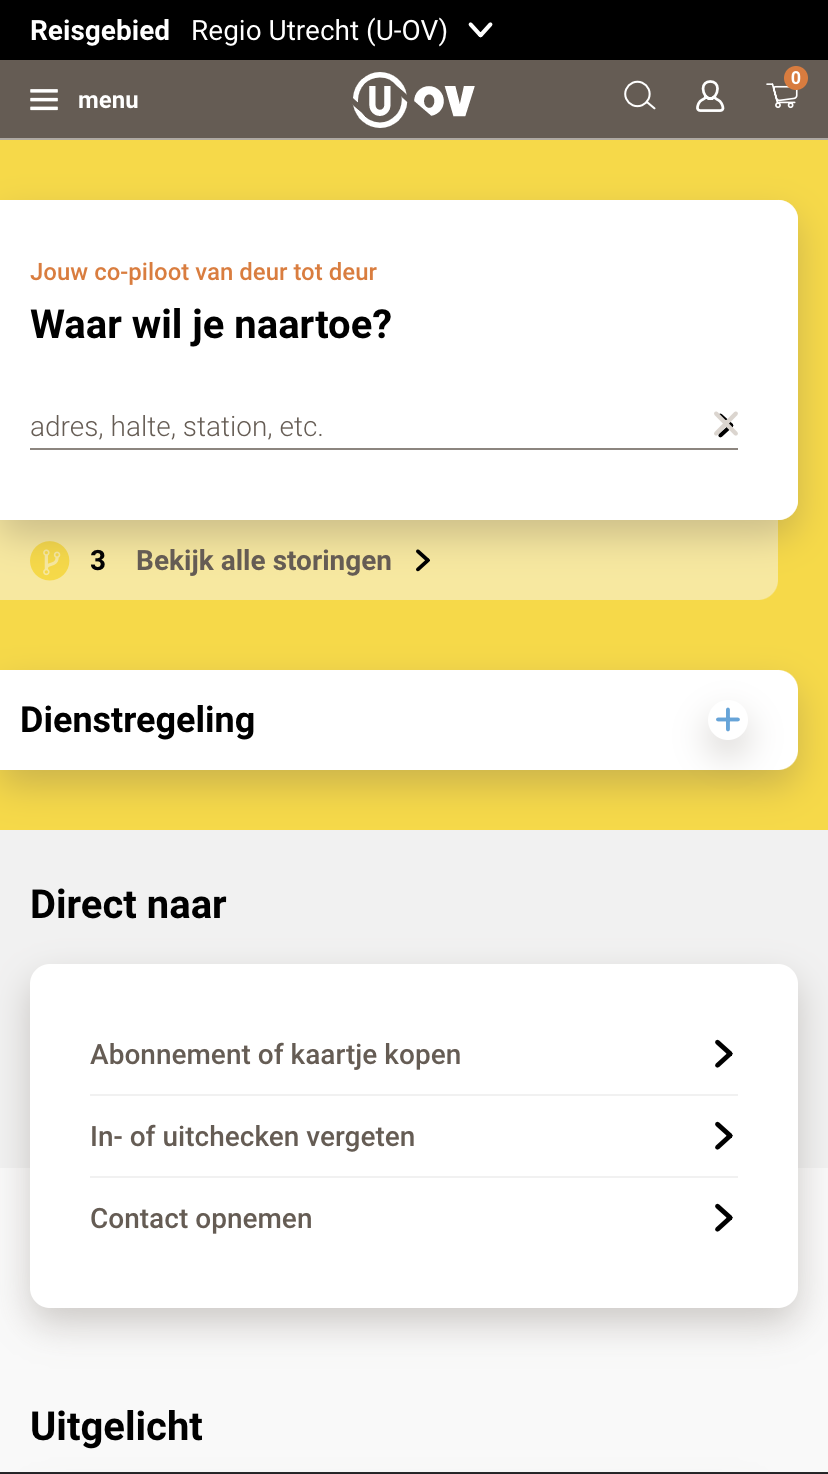 Reisgebied Regio Utrecht (U-OV)
menu
U OV
0
Jouw co-piloot van deur tot deur
Waar wil je naartoe?
adres, halte, station, etc.
3 Bekijk alle storingen
Dienstregeling
Direct naar
Abonnement of kaartje kopen
In- of uitchecken vergeten
Contact opnemen
Uitgelicht